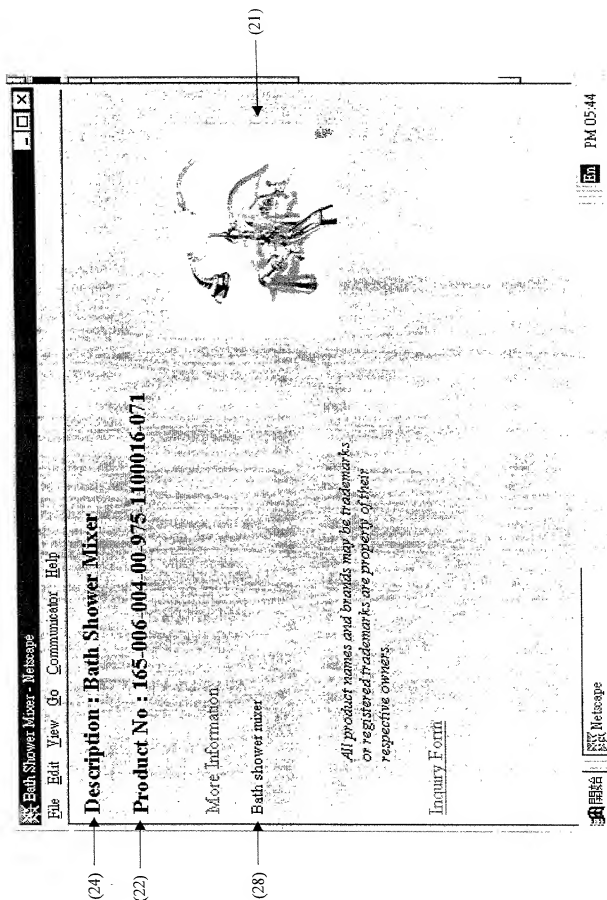 Bath Shower Mixer - Netscape
File Edit View Go Communicator Help
(24)
Description : Bath Shower Mixer
(22)
Product No : 165-006-004-00-975-1100016-071
(21)
More Information
(28)
Bath shower mixer
All product names and brands may be trademarks
or registered trademarks are property of their
respective owners.
Inquiry Form
開始
Netscape
En
PM 05:44